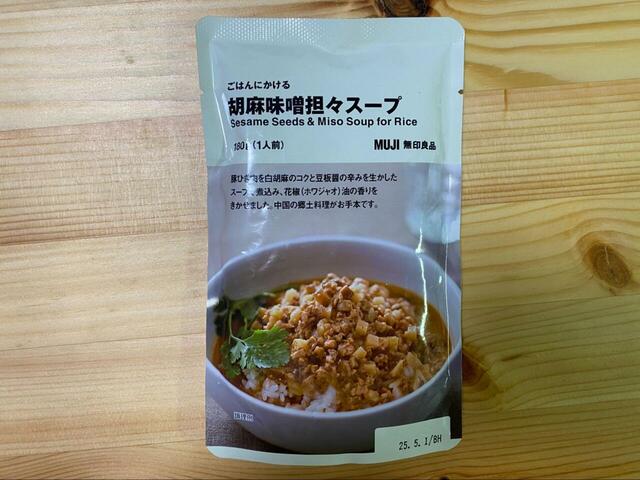 ごはんにかける
胡麻味噌担々スープ
Sesame Seeds & Miso Soup for Rice
180g(1人前)
MUJI 無印良品
豚ひき肉を白胡麻のコクと豆板醤の辛みを生かした
スープで煮込み、花椒(ホワジャオ)油の香りを
きかせました。中国の郷土料理がお手本です。
調理例
25. 5. 1/BH